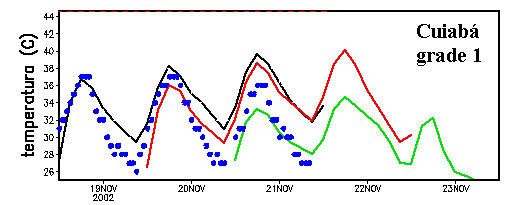 Cuiabá
grade 1
temperatura (C)
44
42
40
38
36
34
32
30
28
26
19NOV
2002
20NOV
21NOV
22NOV
23NOV